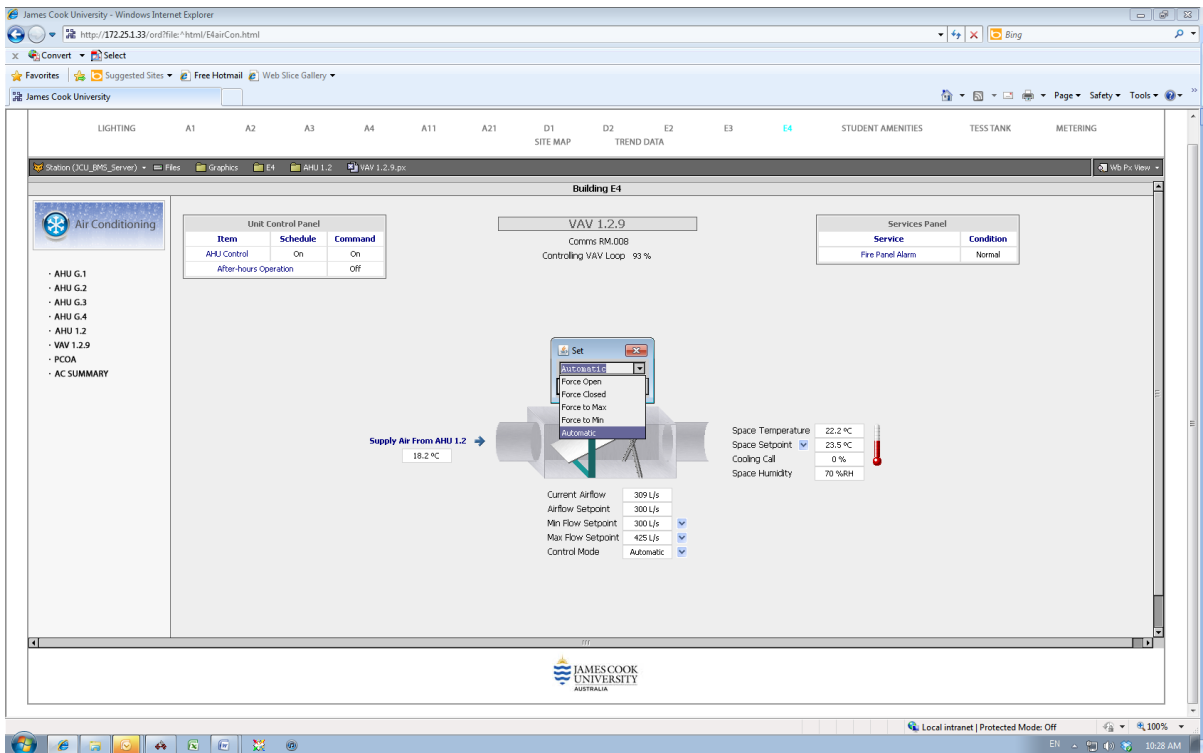 James Cook University - Windows Internet Explorer
http://172.25.1.33/ord?file:^html/E4airCon.html
Bing
x Convert Select
Favorites Suggested Sites Free Hotmail Web Slice Gallery
James Cook University
Page Safety Tools
LIGHTING A1 A2 A3 A4 A11 A21 D1 D2 E2 E3 E4 STUDENT AMENITIES TESS TANK METERING
SITE MAP TREND DATA
Station (JCU_BMS_Server) Files Graphics E4 AHU 1.2 VAV 1.2.9.px Wb Px View
Building E4
Air Conditioning
· AHU G.1
· AHU G.2
· AHU G.3
· AHU G.4
· AHU 1.2
· VAV 1.2.9
· PCOA
· AC SUMMARY
Unit Control Panel
Item Schedule Command
AHU Control On On
After-hours Operation Off
VAV 1.2.9
Comms RM.008
Controlling VAV Loop 93 %
Services Panel
Service Condition
Fire Panel Alarm Normal
Set
Automatic
Force Open
Force Closed
Force to Max
Force to Min
Automatic
Supply Air From AHU 1.2
18.2 ºC
Space Temperature 22.2 ºC
Space Setpoint 23.5 ºC
Cooling Call 0 %
Space Humidity 70 %RH
Current Airflow 309 L/s
Airflow Setpoint 300 L/s
Min Flow Setpoint 300 L/s
Max Flow Setpoint 425 L/s
Control Mode Automatic
JAMES COOK
UNIVERSITY
AUSTRALIA
Local intranet | Protected Mode: Off 100%
EN 10:28 AM